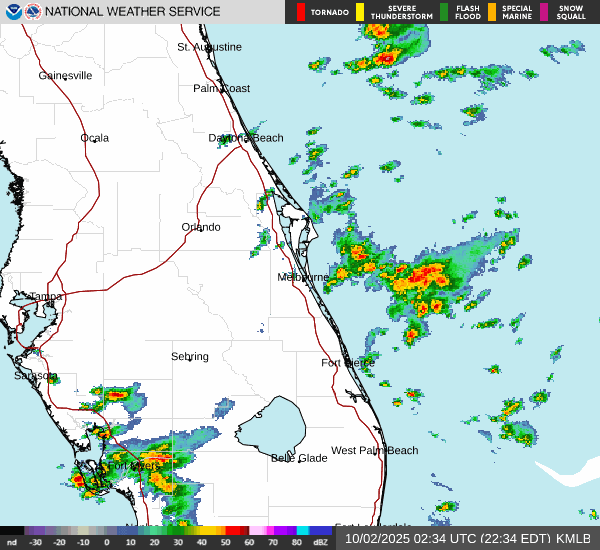 NATIONAL WEATHER SERVICE
TORNADO
SEVERE THUNDERSTORM
FLASH FLOOD
SPECIAL MARINE
SNOW SQUALL
St. Augustine
Gainesville
Palm Coast
Ocala
Daytona Beach
Orlando
Melbourne
Tampa
Sebring
Fort Pierce
Sarasota
West Palm Beach
Belle Glade
Fort Myers
nd -30 -20 -10 0 10 20 30 40 50 60 70 80 dBZ
10/02/2025 02:34 UTC (22:34 EDT) KMLB